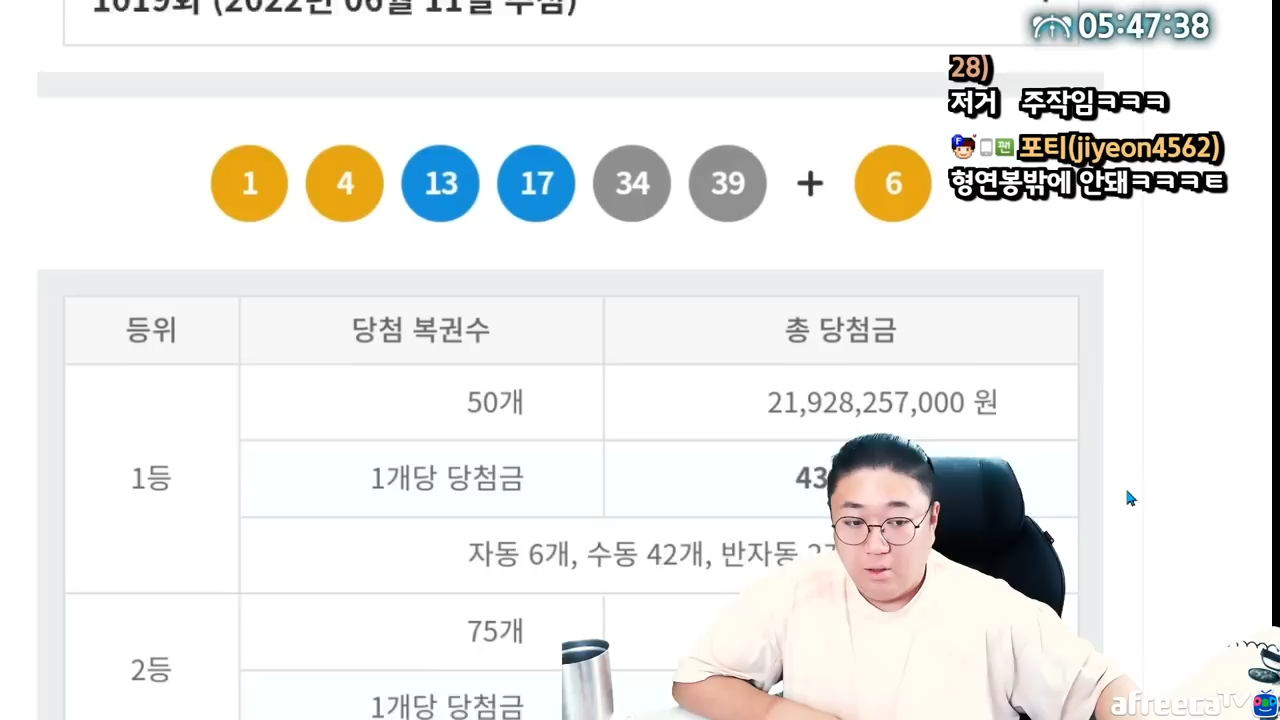 1019회 (2022년 06월 11일 추첨)
05:47:38
28)
저거 주작임ㅋㅋㅋ
F 팬 포티(jiyeon4562)
형연봉밖에 안돼ㅋㅋㅋㅌ
1 4 13 17 34 39 + 6
등위 당첨 복권수 총 당첨금
50개 21,928,257,000 원
1등 1개당 당첨금 43
자동 6개, 수동 42개, 반자동
75개
2등
1개당 당첨금
afreecaTV